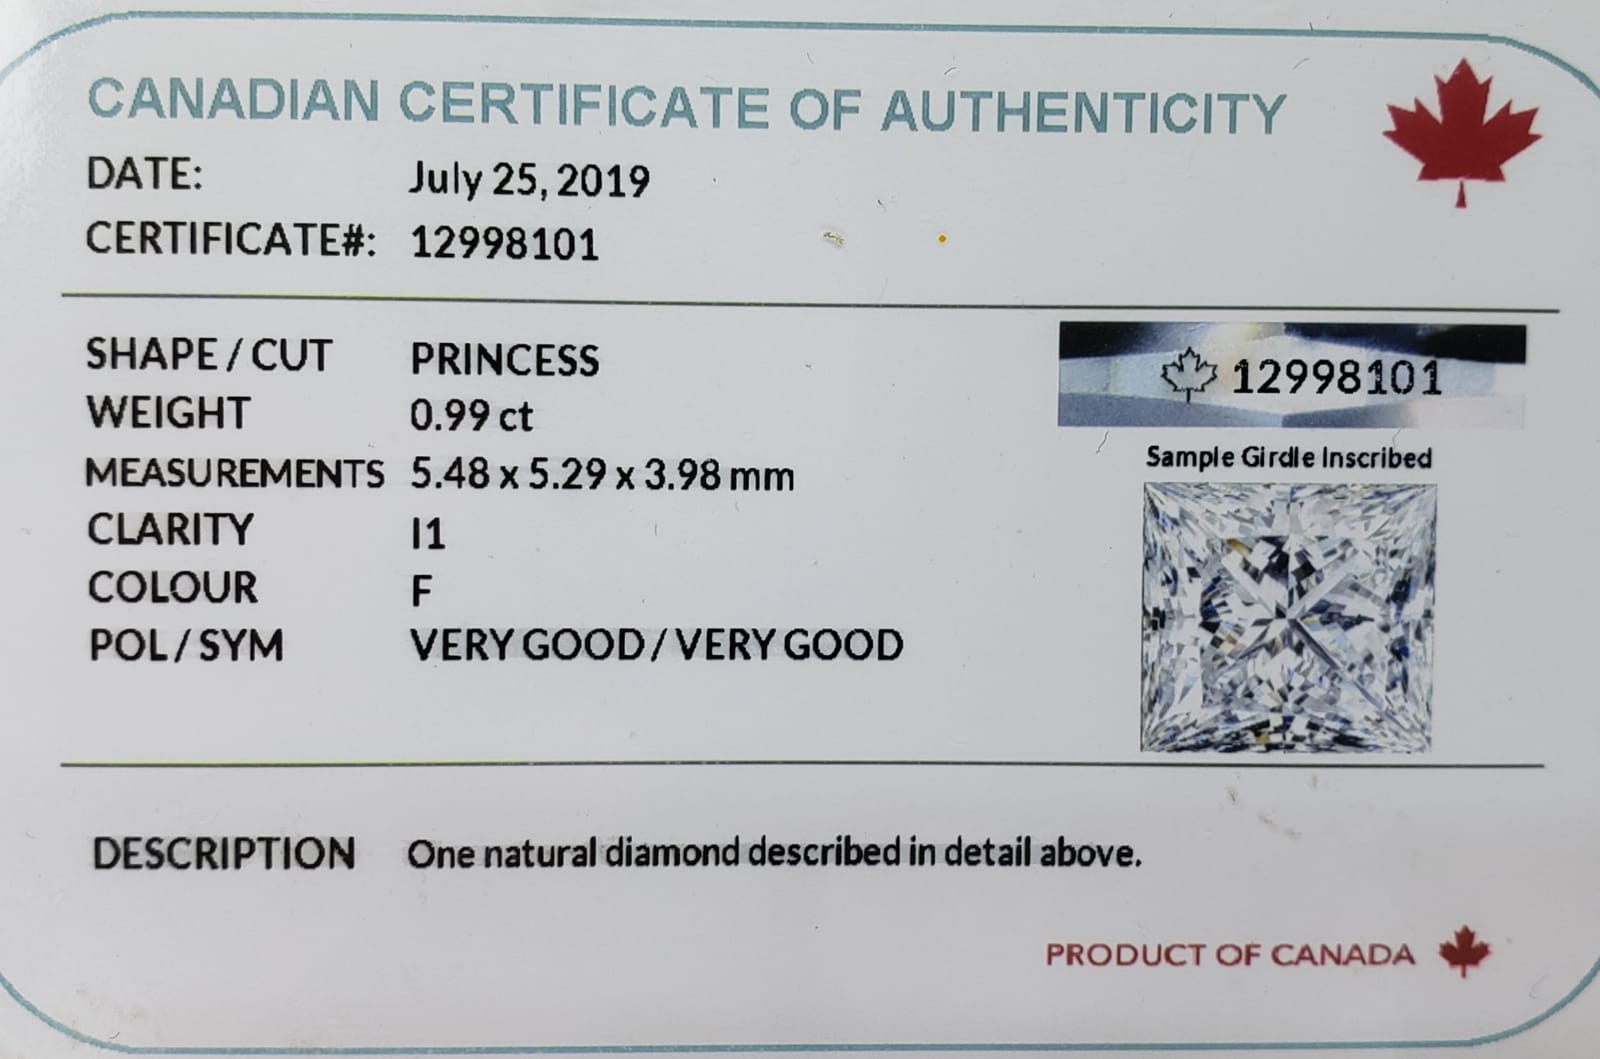 CANADIAN CERTIFICATE OF AUTHENTICITY
DATE: July 25, 2019
CERTIFICATE#: 12998101
SHAPE / CUT PRINCESS
WEIGHT 0.99 ct
MEASUREMENTS 5.48 x 5.29 x 3.98 mm
CLARITY I1
COLOUR F
POL / SYM VERY GOOD / VERY GOOD
12998101
Sample Girdle Inscribed
DESCRIPTION One natural diamond described in detail above.
PRODUCT OF CANADA